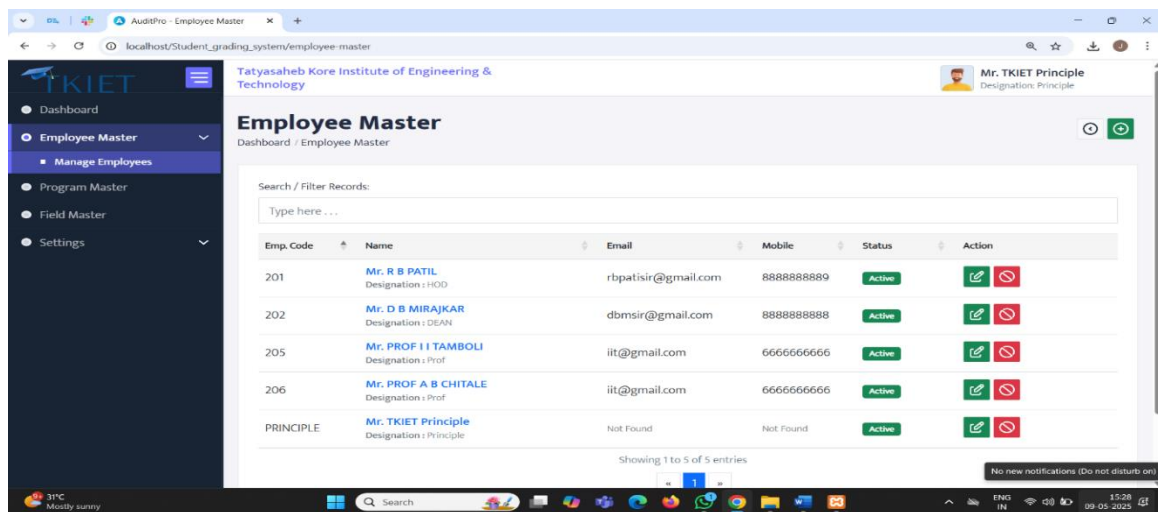 AuditPro - Employee Master
localhost/Student_grading_system/employee-master
TKIET
Tatyasaheb Kore Institute of Engineering &
Technology
Mr. TKIET Principle
Designation: Principle
Dashboard
Employee Master
Manage Employees
Program Master
Field Master
Settings
Employee Master
Dashboard / Employee Master
Search / Filter Records:
Type here . . .
Emp. Code Name Email Mobile Status Action
201 Mr. R B PATIL rbpatisir@gmail.com 8888888889 Active
Designation : HOD
202 Mr. D B MIRAJKAR dbmsir@gmail.com 8888888888 Active
Designation : DEAN
205 Mr. PROF I I TAMBOLI iit@gmail.com 6666666666 Active
Designation : Prof
206 Mr. PROF A B CHITALE iit@gmail.com 6666666666 Active
Designation : Prof
PRINCIPLE Mr. TKIET Principle Not Found Not Found Active
Designation : Principle
Showing 1 to 5 of 5 entries
« 1 »
No new notifications (Do not disturb on)
31°C
Mostly sunny
Search
ENG
IN
15:28
09-05-2025